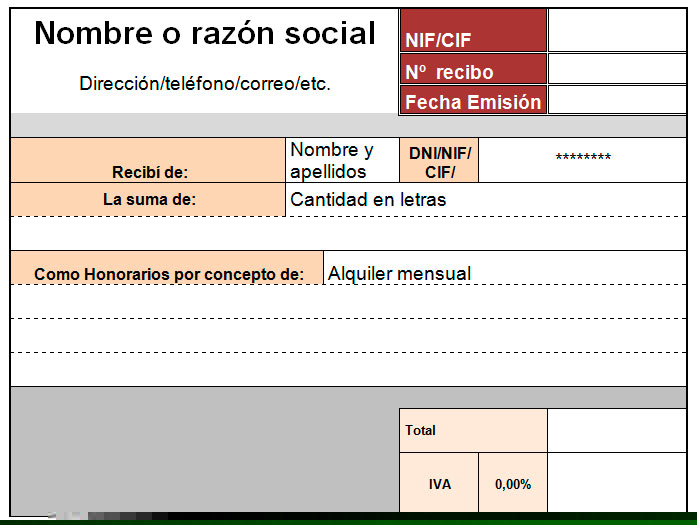 Nombre o razón social
NIF/CIF
Dirección/teléfono/correo/etc.
Nº recibo
Fecha Emisión
Recibí de:
Nombre y
apellidos
DNI/NIF/
CIF/
********
La suma de:
Cantidad en letras
Como Honorarios por concepto de:
Alquiler mensual
Total
IVA
0,00%